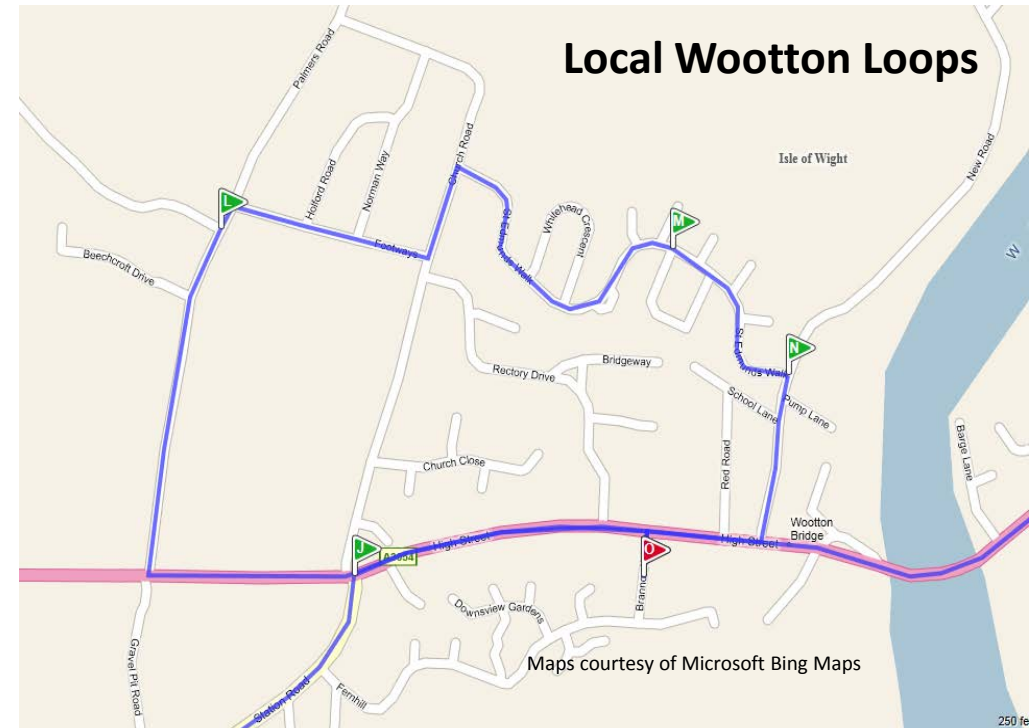 Local Wootton Loops
Palmers Road
Isle of Wight
New Road
Church Road
Holford Road
Norman Way
L
Whitehead Crescent
St Edmunds Walk
M
Footways
W
Beechcroft Drive
N
St Edmunds Walk
Bridgeway
Rectory Drive
School Lane
Pump Lane
Barge Lane
Red Road
Church Close
Wootton
Bridge
High Street
High Street
J
A3054
O
Downsview Gardens
Gravel Pit Road
Maps courtesy of Microsoft Bing Maps
Fernhill
Station Road
250 fe